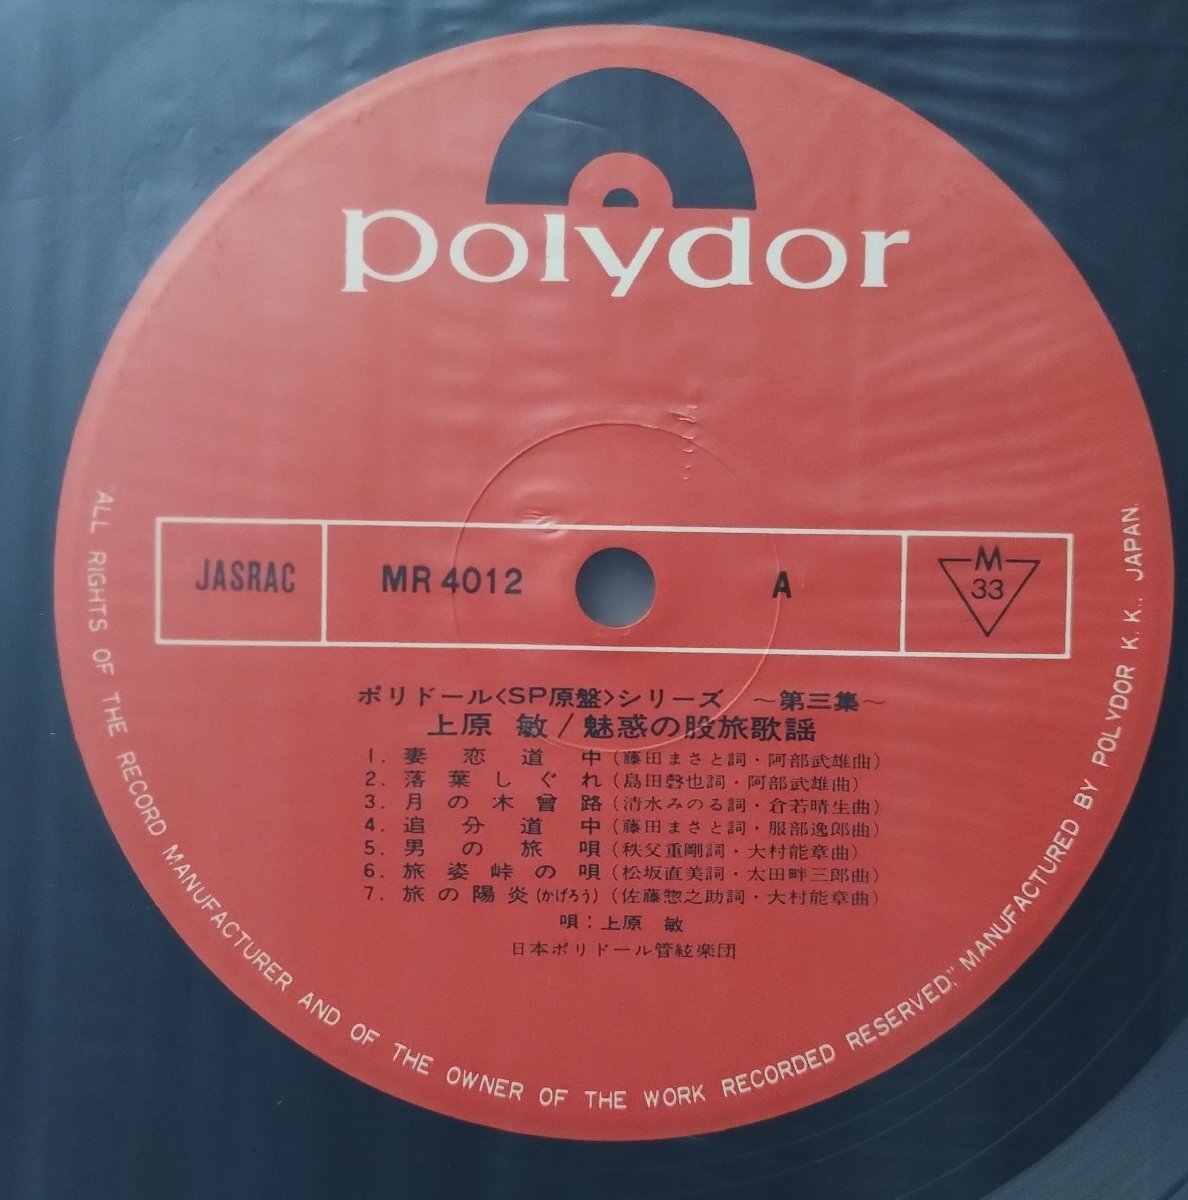 polydor
JASRAC MR 4012 A M 33
ポリドール〈SP原盤〉シリーズ ～第三集～
上原 敏/魅惑の股旅歌謡
1. 妻恋道中(藤田まさと詞・阿部武雄曲)
2. 落葉しぐれ(島田磬也詞・阿部武雄曲)
3. 月の木曾路(清水みのる詞・倉若晴生曲)
4. 追分道中(藤田まさと詞・服部逸郎曲)
5. 男の旅唄(秩父重剛詞・大村能章曲)
6. 旅姿峠の唄(松坂直美詞・太田畔三郎曲)
7. 旅の陽炎(かげろう)(佐藤惣之助詞・大村能章曲)
唄:上原 敏
日本ポリドール管絃楽団
"ALL RIGHTS OF THE RECORD MANUFACTURER AND OF THE OWNER OF THE WORK RECORDED RESERVED." MANUFACTURED BY POLYDOR K.K., JAPAN.